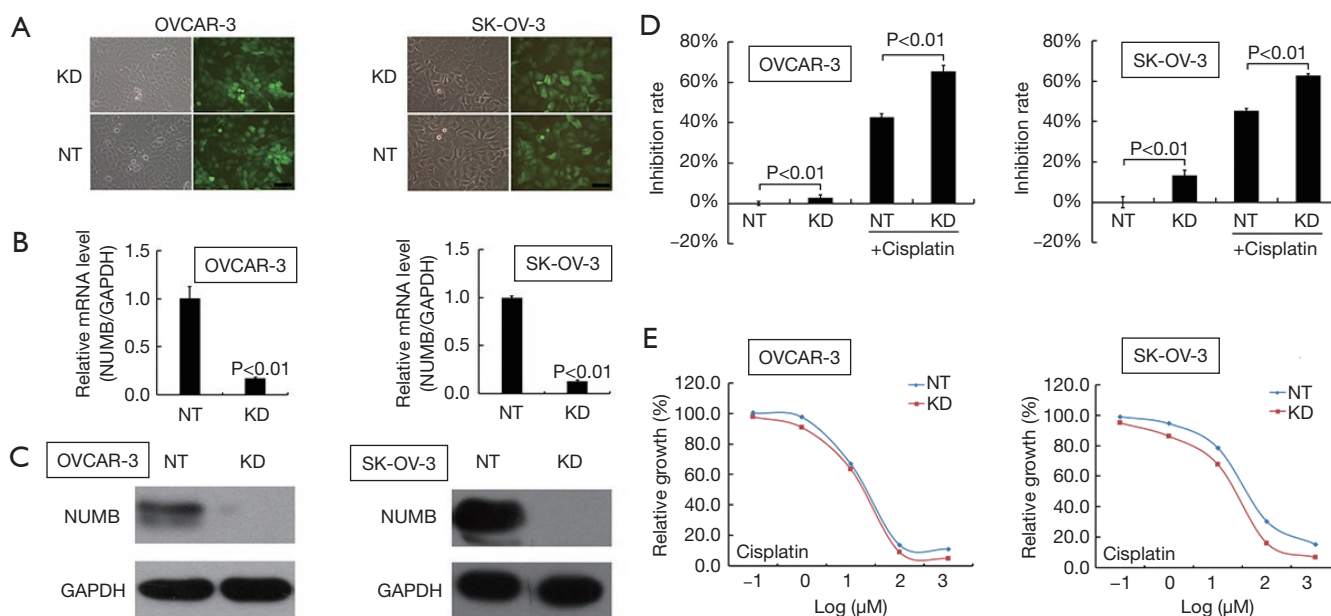 A
OVCAR-3
SK-OV-3
KD
KD
NT
NT
B
Relative mRNA level
(NUMB/GAPDH)
1.5
1.0
0.5
0.0
OVCAR-3
P<0.01
NT
KD
Relative mRNA level
(NUMB/GAPDH)
1.5
1.0
0.5
0.0
SK-OV-3
P<0.01
NT
KD
C
OVCAR-3
NT
KD
NUMB
GAPDH
SK-OV-3
NT
KD
NUMB
GAPDH
D
Inhibition rate
80%
60%
40%
20%
0%
−20%
OVCAR-3
P<0.01
P<0.01
NT
KD
NT
KD
+Cisplatin
Inhibition rate
80%
60%
40%
20%
0%
−20%
SK-OV-3
P<0.01
P<0.01
NT
KD
NT
KD
+Cisplatin
E
OVCAR-3
Relative growth (%)
120.0
100.0
80.0
60.0
40.0
20.0
0.0
NT
KD
Cisplatin
−1 0 1 2 3
Log (μM)
SK-OV-3
Relative growth (%)
120.0
100.0
80.0
60.0
40.0
20.0
0.0
NT
KD
Cisplatin
−1 0 1 2 3
Log (μM)